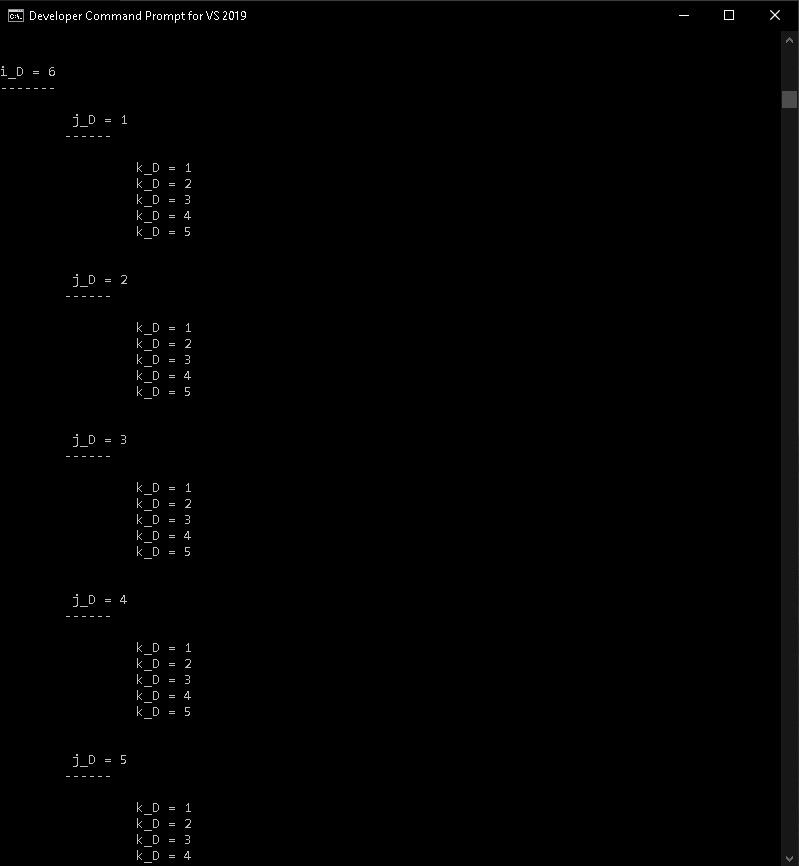 Developer Command Prompt for VS 2019
i_D = 6
-------
j_D = 1
------
k_D = 1
k_D = 2
k_D = 3
k_D = 4
k_D = 5
j_D = 2
------
k_D = 1
k_D = 2
k_D = 3
k_D = 4
k_D = 5
j_D = 3
------
k_D = 1
k_D = 2
k_D = 3
k_D = 4
k_D = 5
j_D = 4
------
k_D = 1
k_D = 2
k_D = 3
k_D = 4
k_D = 5
j_D = 5
------
k_D = 1
k_D = 2
k_D = 3
k_D = 4